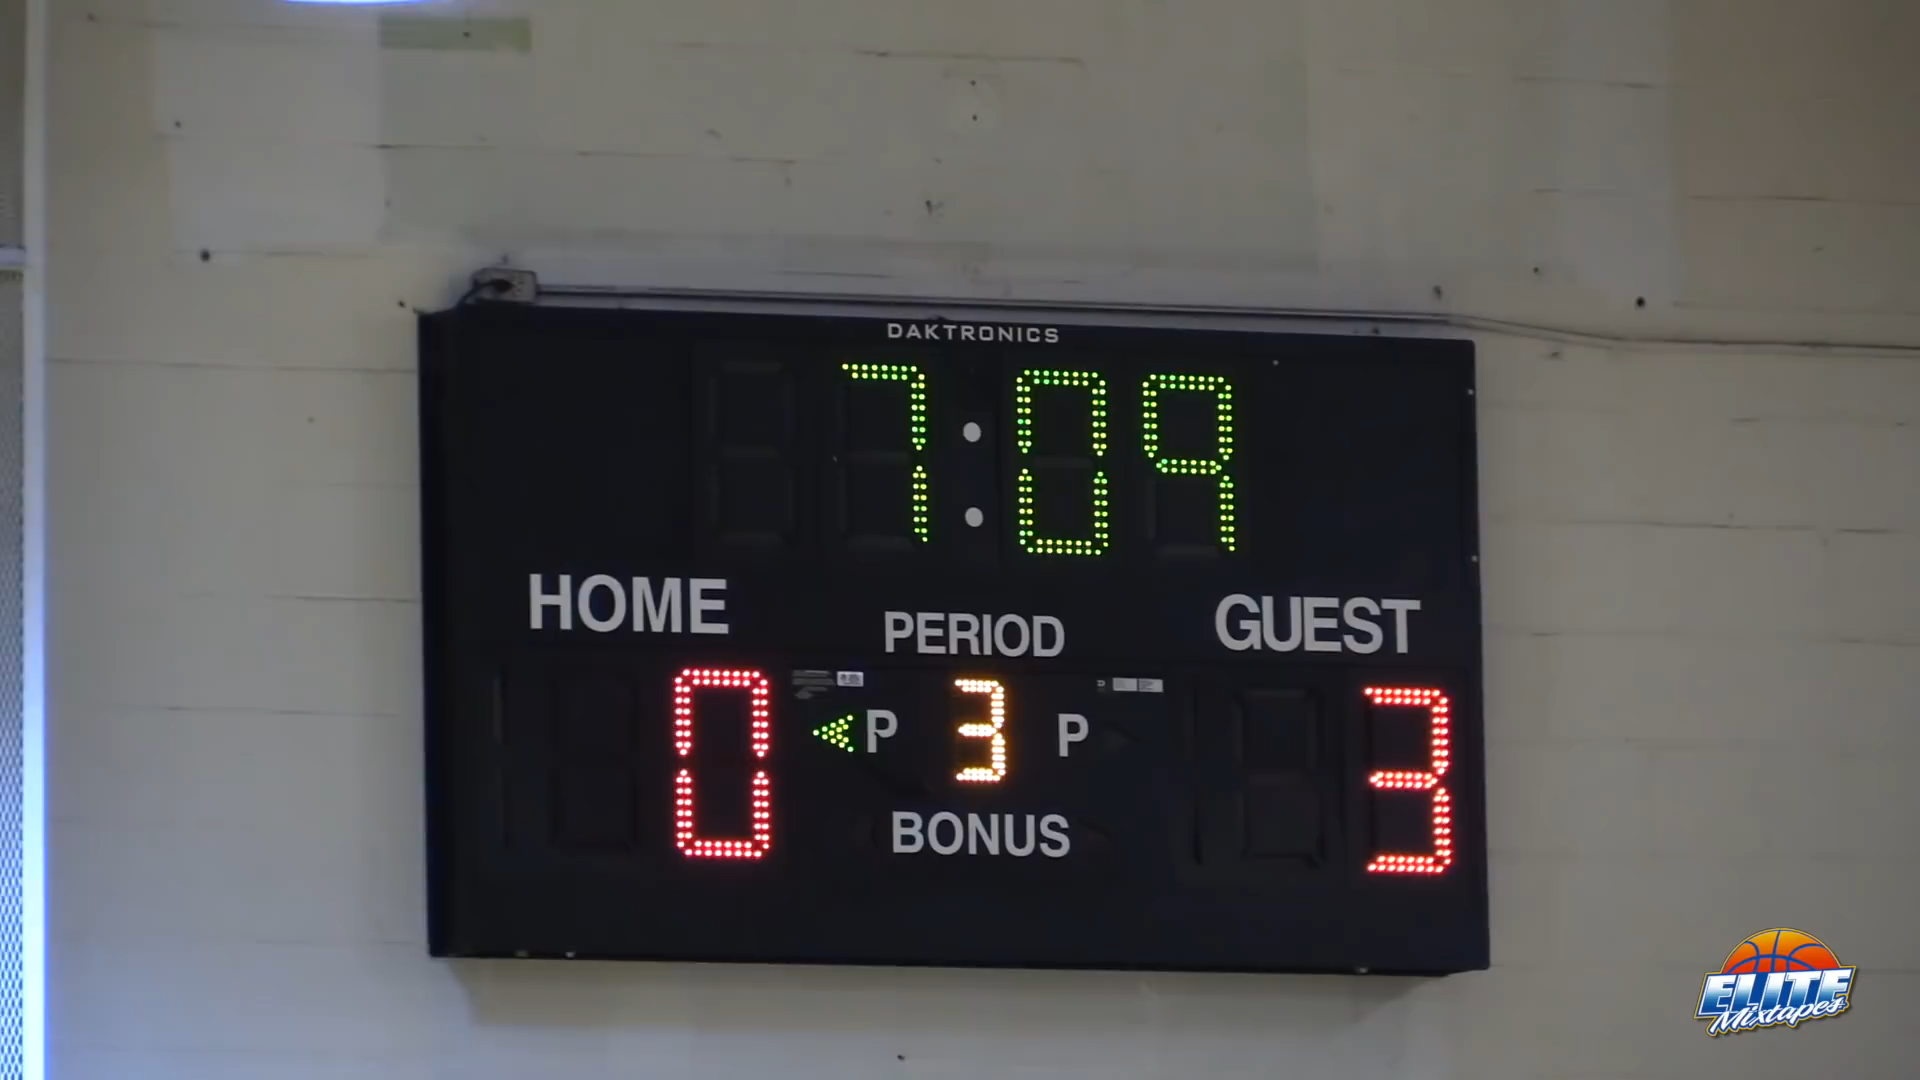 DAKTRONICS
7:09
HOME
PERIOD
GUEST
0
P
3
P
3
BONUS
ELITE
Mixtapes